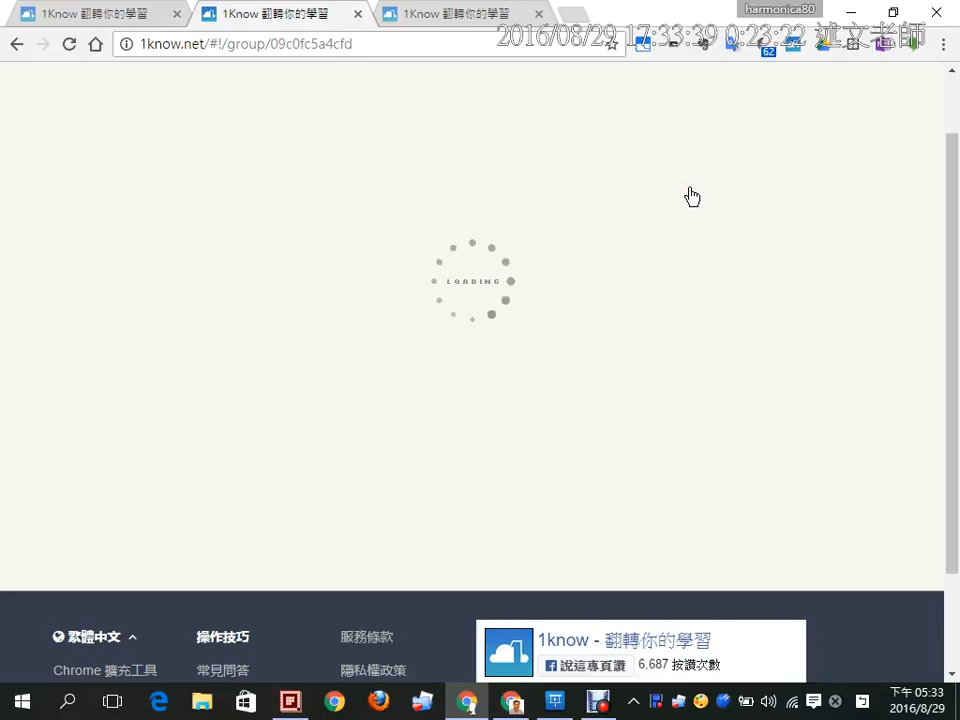 harmonica80
1Know 翻轉你的學習
1Know 翻轉你的學習
1Know 翻轉你的學習
1know.net/#!/group/09c0fc5a4cfd
2016/08/29 17:33:39 0:23:22 述文老師
62
LOADING
繁體中文
操作技巧
服務條款
1know - 翻轉你的學習
說這專頁讚
6,687 按讚次數
Chrome 擴充工具
常見問答
隱私權政策
下午 05:33
2016/8/29